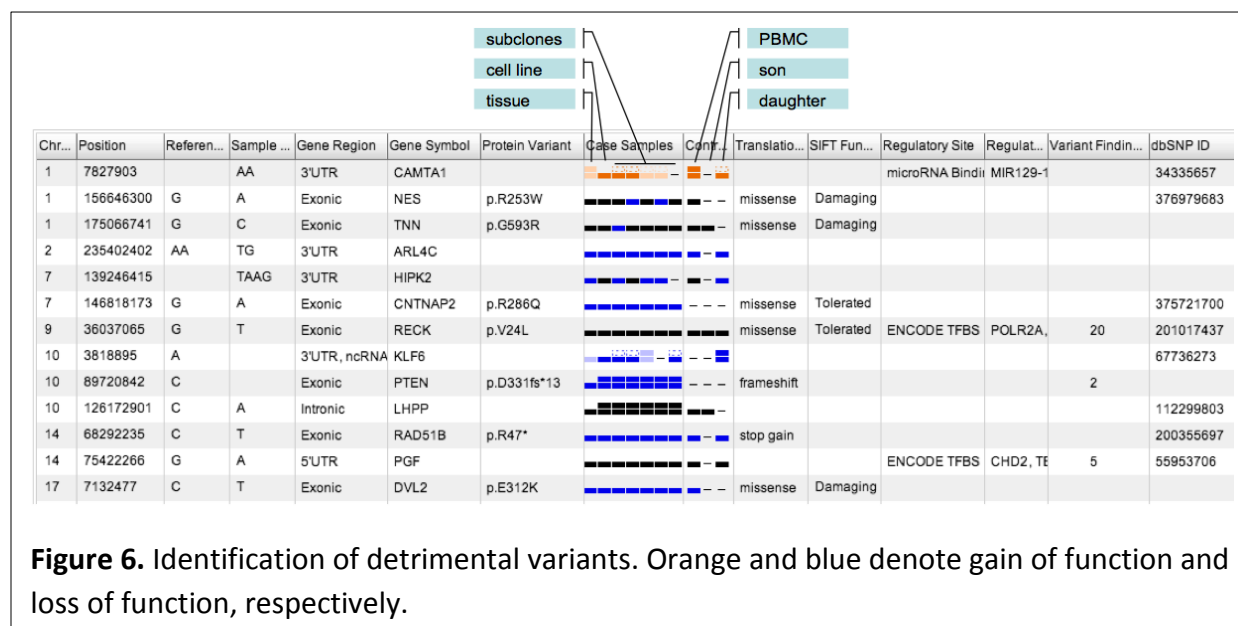 subclones PBMC
cell line son
tissue daughter
Chr... Position Referen... Sample ... Gene Region Gene Symbol Protein Variant Case Samples Contr... Translatio... SIFT Fun... Regulatory Site Regulat... Variant Findin... dbSNP ID
1 7827903 AA 3'UTR CAMTA1 microRNA Bindi MIR129-1 34335657
1 156646300 G A Exonic NES p.R253W missense Damaging 376979683
1 175066741 G C Exonic TNN p.G593R missense Damaging
2 235402402 AA TG 3'UTR ARL4C
7 139246415 TAAG 3'UTR HIPK2
7 146818173 G A Exonic CNTNAP2 p.R286Q missense Tolerated 375721700
9 36037065 G T Exonic RECK p.V24L missense Tolerated ENCODE TFBS POLR2A, 20 201017437
10 3818895 A 3'UTR, ncRNA KLF6 67736273
10 89720842 C Exonic PTEN p.D331fs*13 frameshift 2
10 126172901 C A Intronic LHPP 112299803
14 68292235 C T Exonic RAD51B p.R47* stop gain 200355697
14 75422266 G A 5'UTR PGF ENCODE TFBS CHD2, TE 5 55953706
17 7132477 C T Exonic DVL2 p.E312K missense Damaging
Figure 6. Identification of detrimental variants. Orange and blue denote gain of function and
loss of function, respectively.